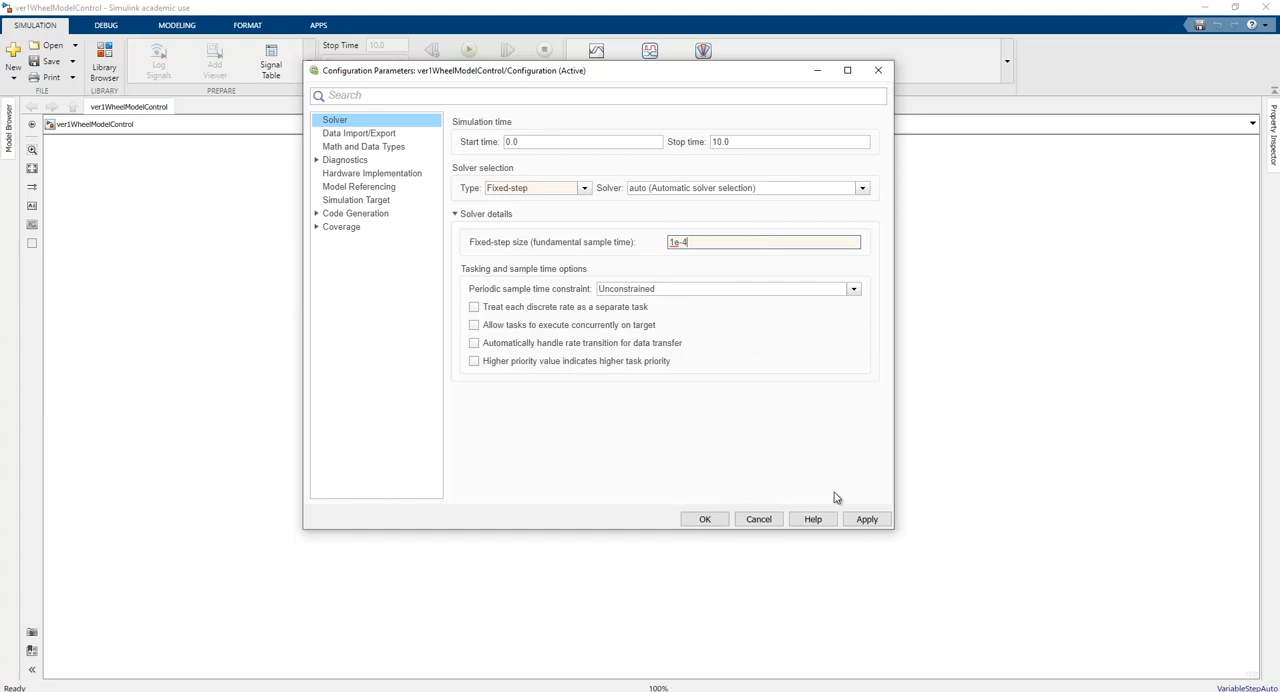 ver1WheelModelControl - Simulink academic use
SIMULATION DEBUG MODELING FORMAT APPS
New
Open
Save
Print
FILE
Library Browser
LIBRARY
Log Signals
Add Viewer
Signal Table
PREPARE
Stop Time 10.0
ver1WheelModelControl
ver1WheelModelControl
Model Browser
Property Inspector
Configuration Parameters: ver1WheelModelControl/Configuration (Active)
Search
Solver
Data Import/Export
Math and Data Types
Diagnostics
Hardware Implementation
Model Referencing
Simulation Target
Code Generation
Coverage
Simulation time
Start time: 0.0 Stop time: 10.0
Solver selection
Type: Fixed-step Solver: auto (Automatic solver selection)
Solver details
Fixed-step size (fundamental sample time): 1e-4
Tasking and sample time options
Periodic sample time constraint: Unconstrained
Treat each discrete rate as a separate task
Allow tasks to execute concurrently on target
Automatically handle rate transition for data transfer
Higher priority value indicates higher task priority
OK Cancel Help Apply
Ready 100% VariableStepAuto